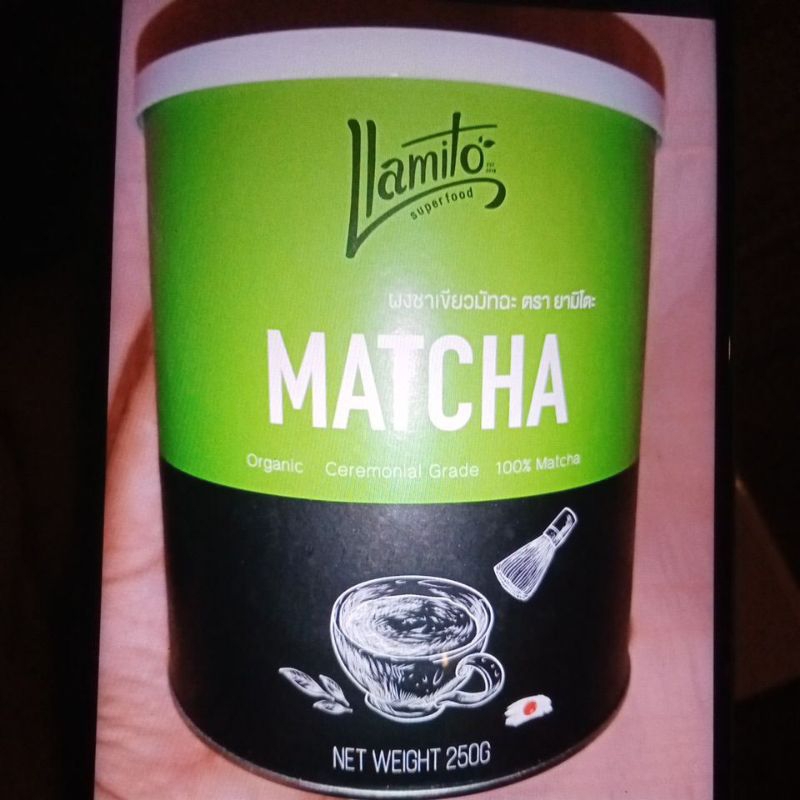 llamito
superfood
ผงชาเขียวมัทฉะ ตรา ยามิโตะ
MATCHA
Organic Ceremonial Grade 100% Matcha
NET WEIGHT 250G